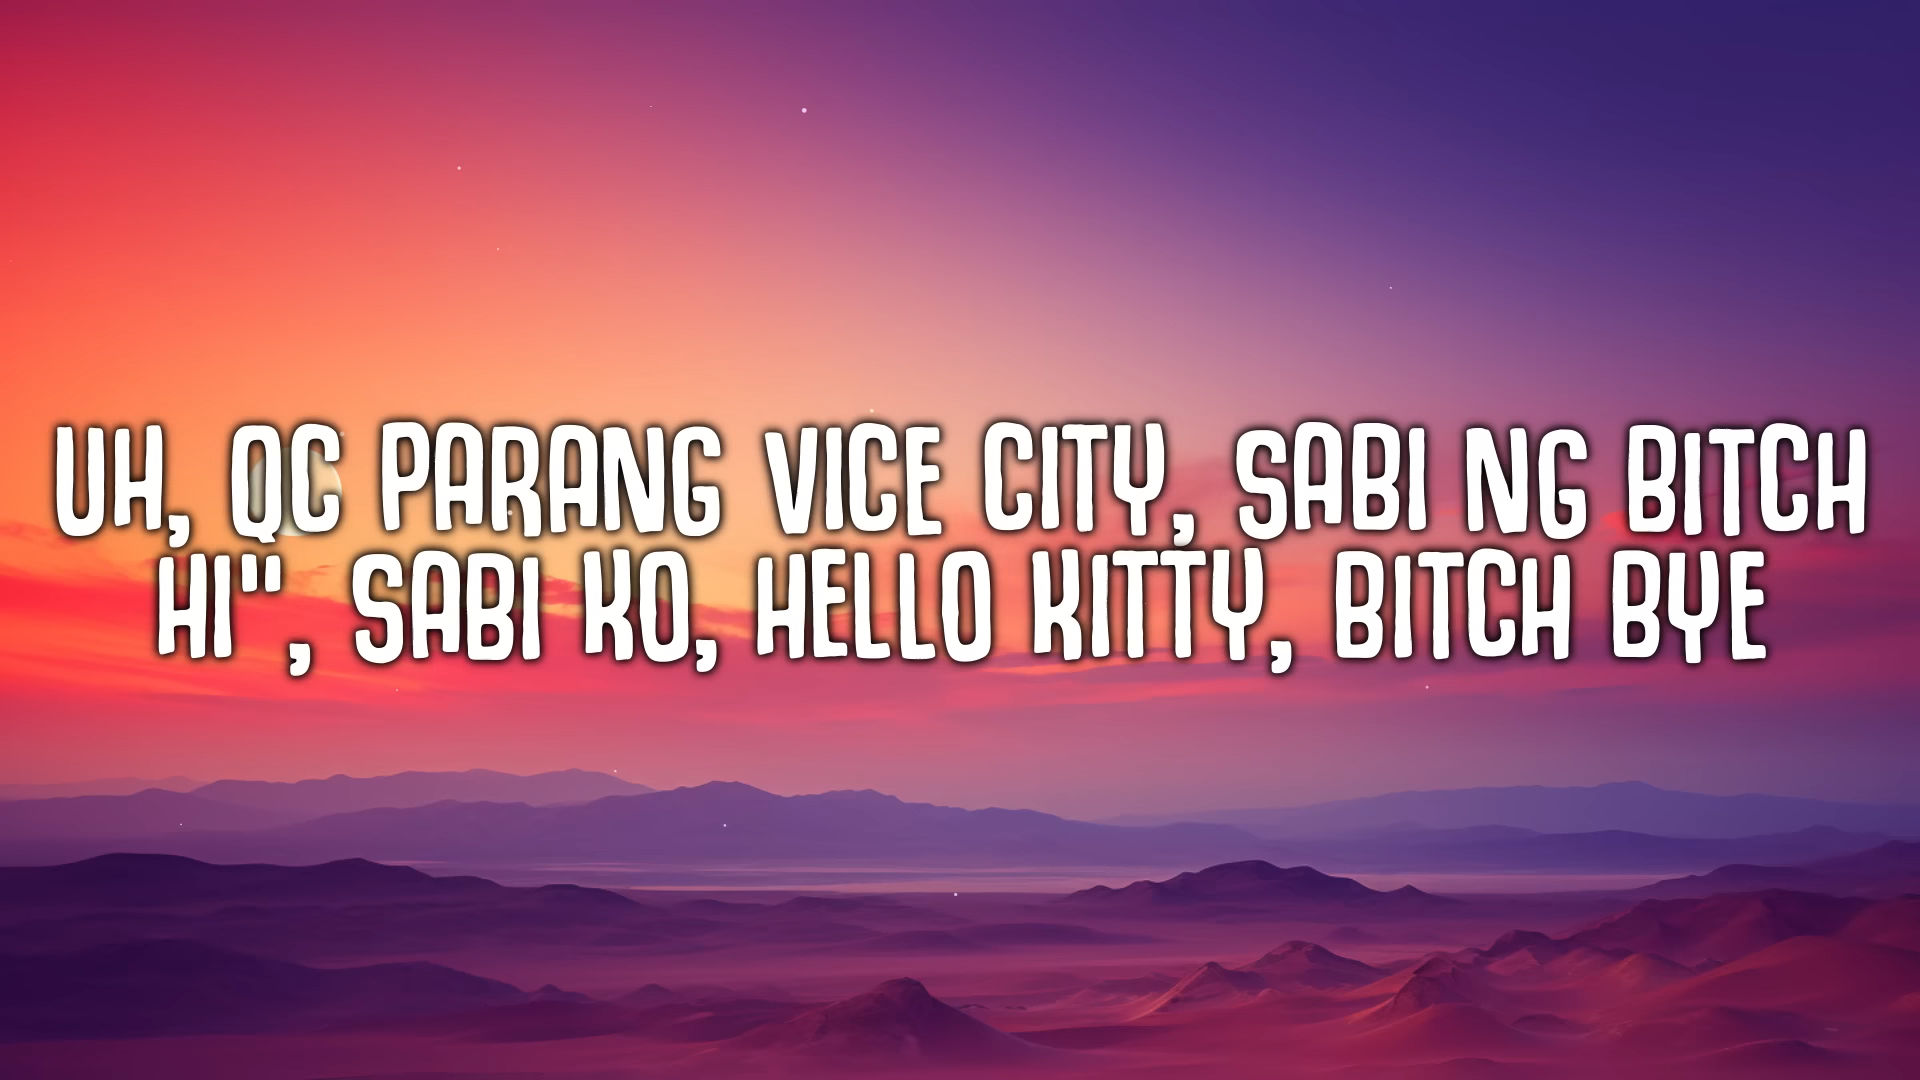 UH, QC PARANG VICE CITY, SABI NG BITCH
HI", SABI KO, HELLO KITTY, BITCH BYE